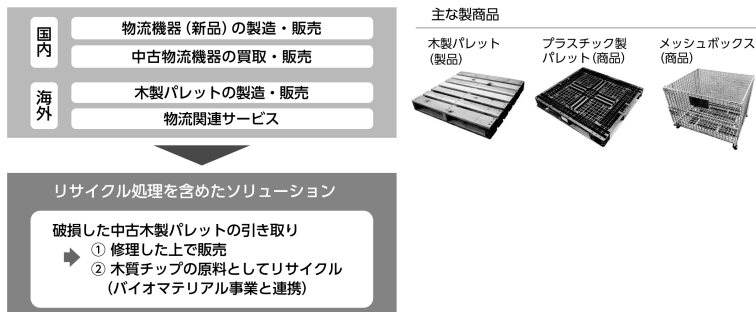 国内
物流機器（新品）の製造・販売
中古物流機器の買取・販売
海外
木製パレットの製造・販売
物流関連サービス
リサイクル処理を含めたソリューション
破損した中古木製パレットの引き取り
① 修理した上で販売
② 木質チップの原料としてリサイクル
（バイオマテリアル事業と連携）
主な製商品
木製パレット
（製品）
プラスチック製
パレット（商品）
メッシュボックス
（商品）